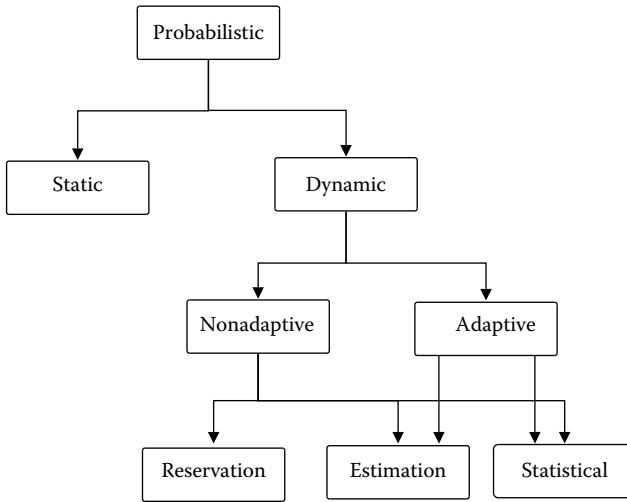 Probabilistic
Static
Dynamic
Nonadaptive
Adaptive
Reservation
Estimation
Statistical